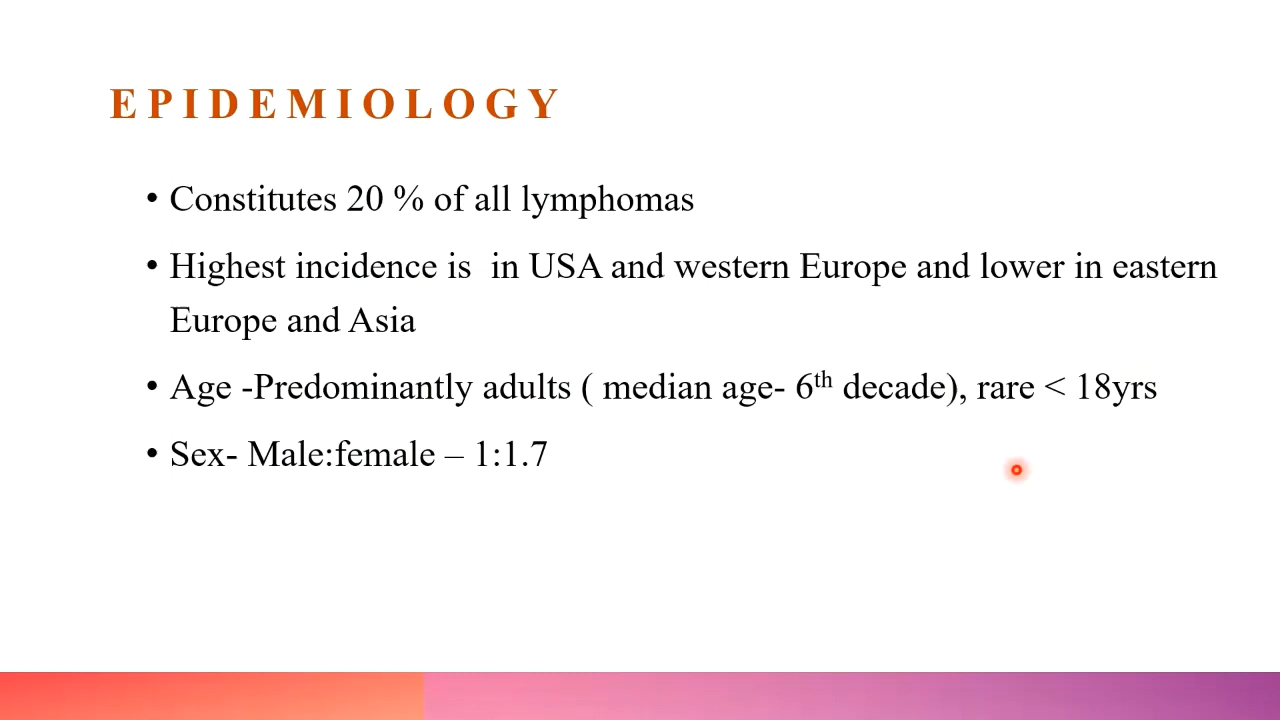 EPIDEMIOLOGY
• Constitutes 20 % of all lymphomas
• Highest incidence is  in USA and western Europe and lower in eastern
Europe and Asia
• Age -Predominantly adults ( median age- 6th decade), rare < 18yrs
• Sex- Male:female – 1:1.7